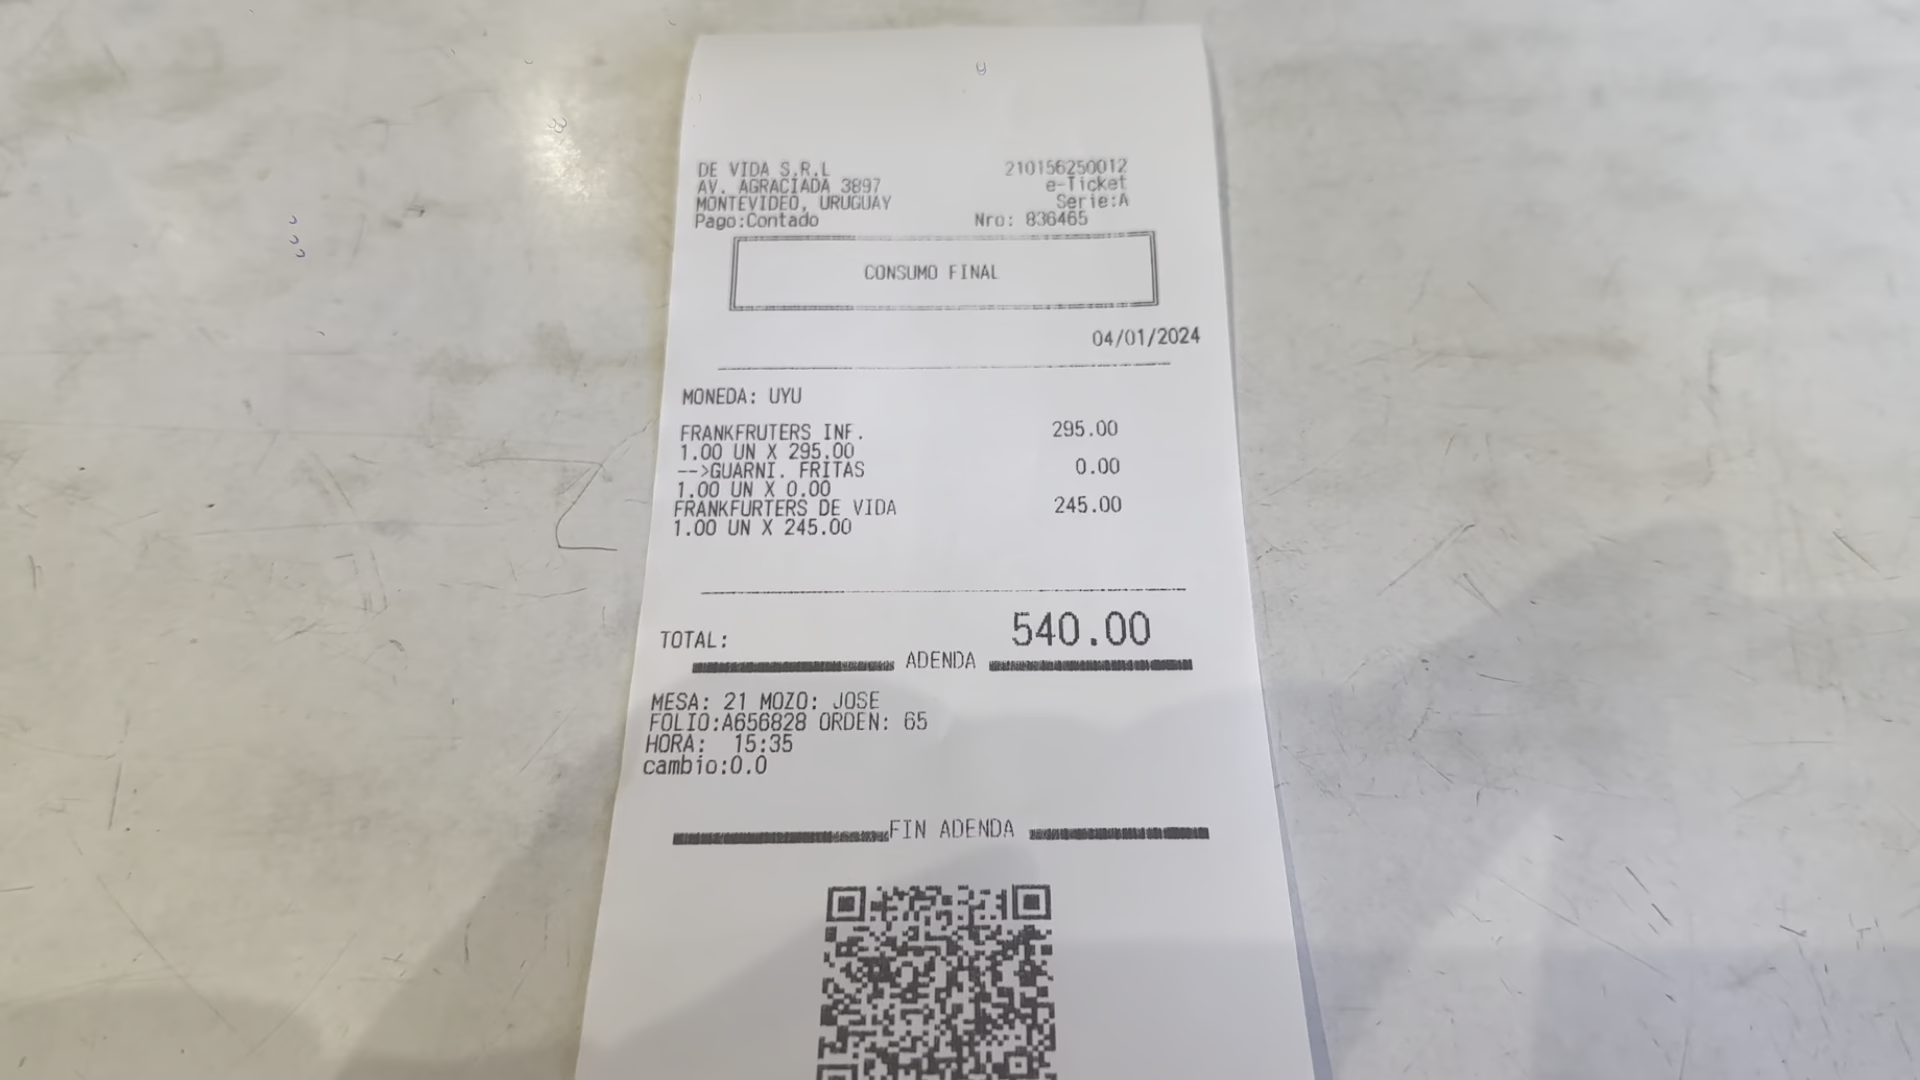 DE VIDA S.R.L 210156250012
AV. AGRACIADA 3897 e-Ticket
MONTEVIDEO, URUGUAY Serie:A
Pago:Contado Nro: 836465
CONSUMO FINAL
04/01/2024
MONEDA: UYU
FRANKFRUTERS INF. 295.00
1.00 UN X 295.00
-->GUARNI. FRITAS 0.00
1.00 UN X 0.00
FRANKFURTERS DE VIDA 245.00
1.00 UN X 245.00
TOTAL: 540.00
ADENDA
MESA: 21 MOZO: JOSE
FOLIO:A656828 ORDEN: 65
HORA: 15:35
cambio:0.0
FIN ADENDA